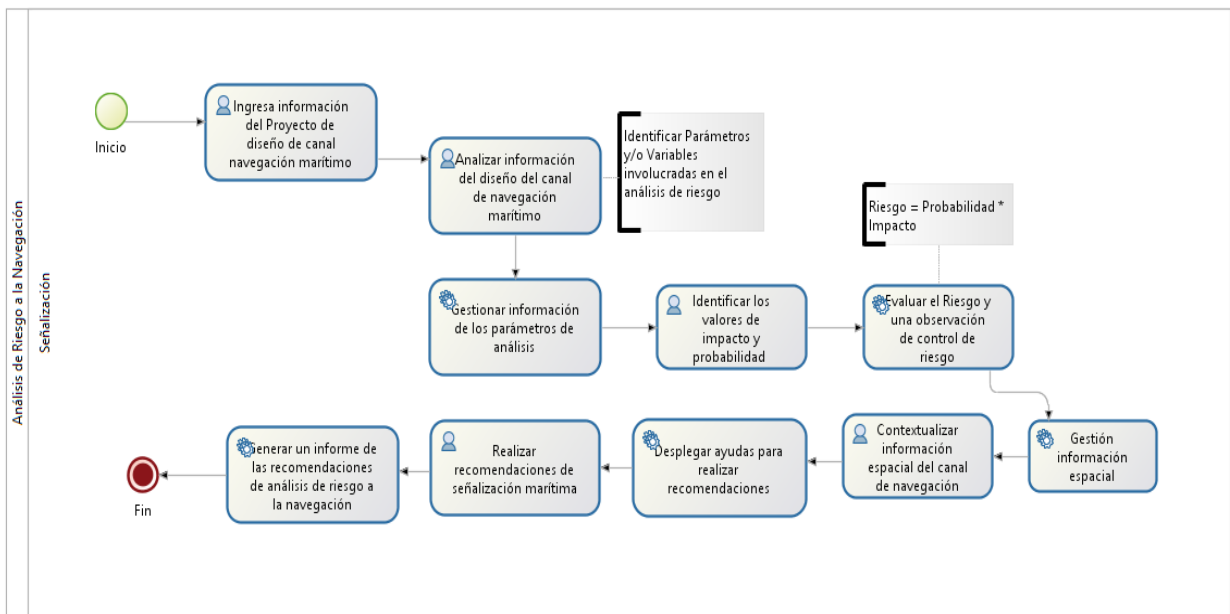 Análisis de Riesgo a la Navegación
Señalización
Inicio
Ingresa información
del Proyecto de
diseño de canal
navegación marítimo
Analizar información
del diseño del canal
de navegación
marítimo
Identificar Parámetros
y/o Variables
involucradas en el
análisis de riesgo
Gestionar información
de los parámetros de
análisis
Identificar los
valores de
impacto y
probabilidad
Riesgo = Probabilidad *
Impacto
Evaluar el Riesgo y
una observación
de control de
riesgo
Gestión
información
espacial
Contextualizar
información
espacial del canal
de navegación
Desplegar ayudas para
realizar
recomendaciones
Realizar
recomendaciones de
señalización marítima
Generar un informe de
las recomendaciones
de análisis de riesgo a
la navegación
Fin